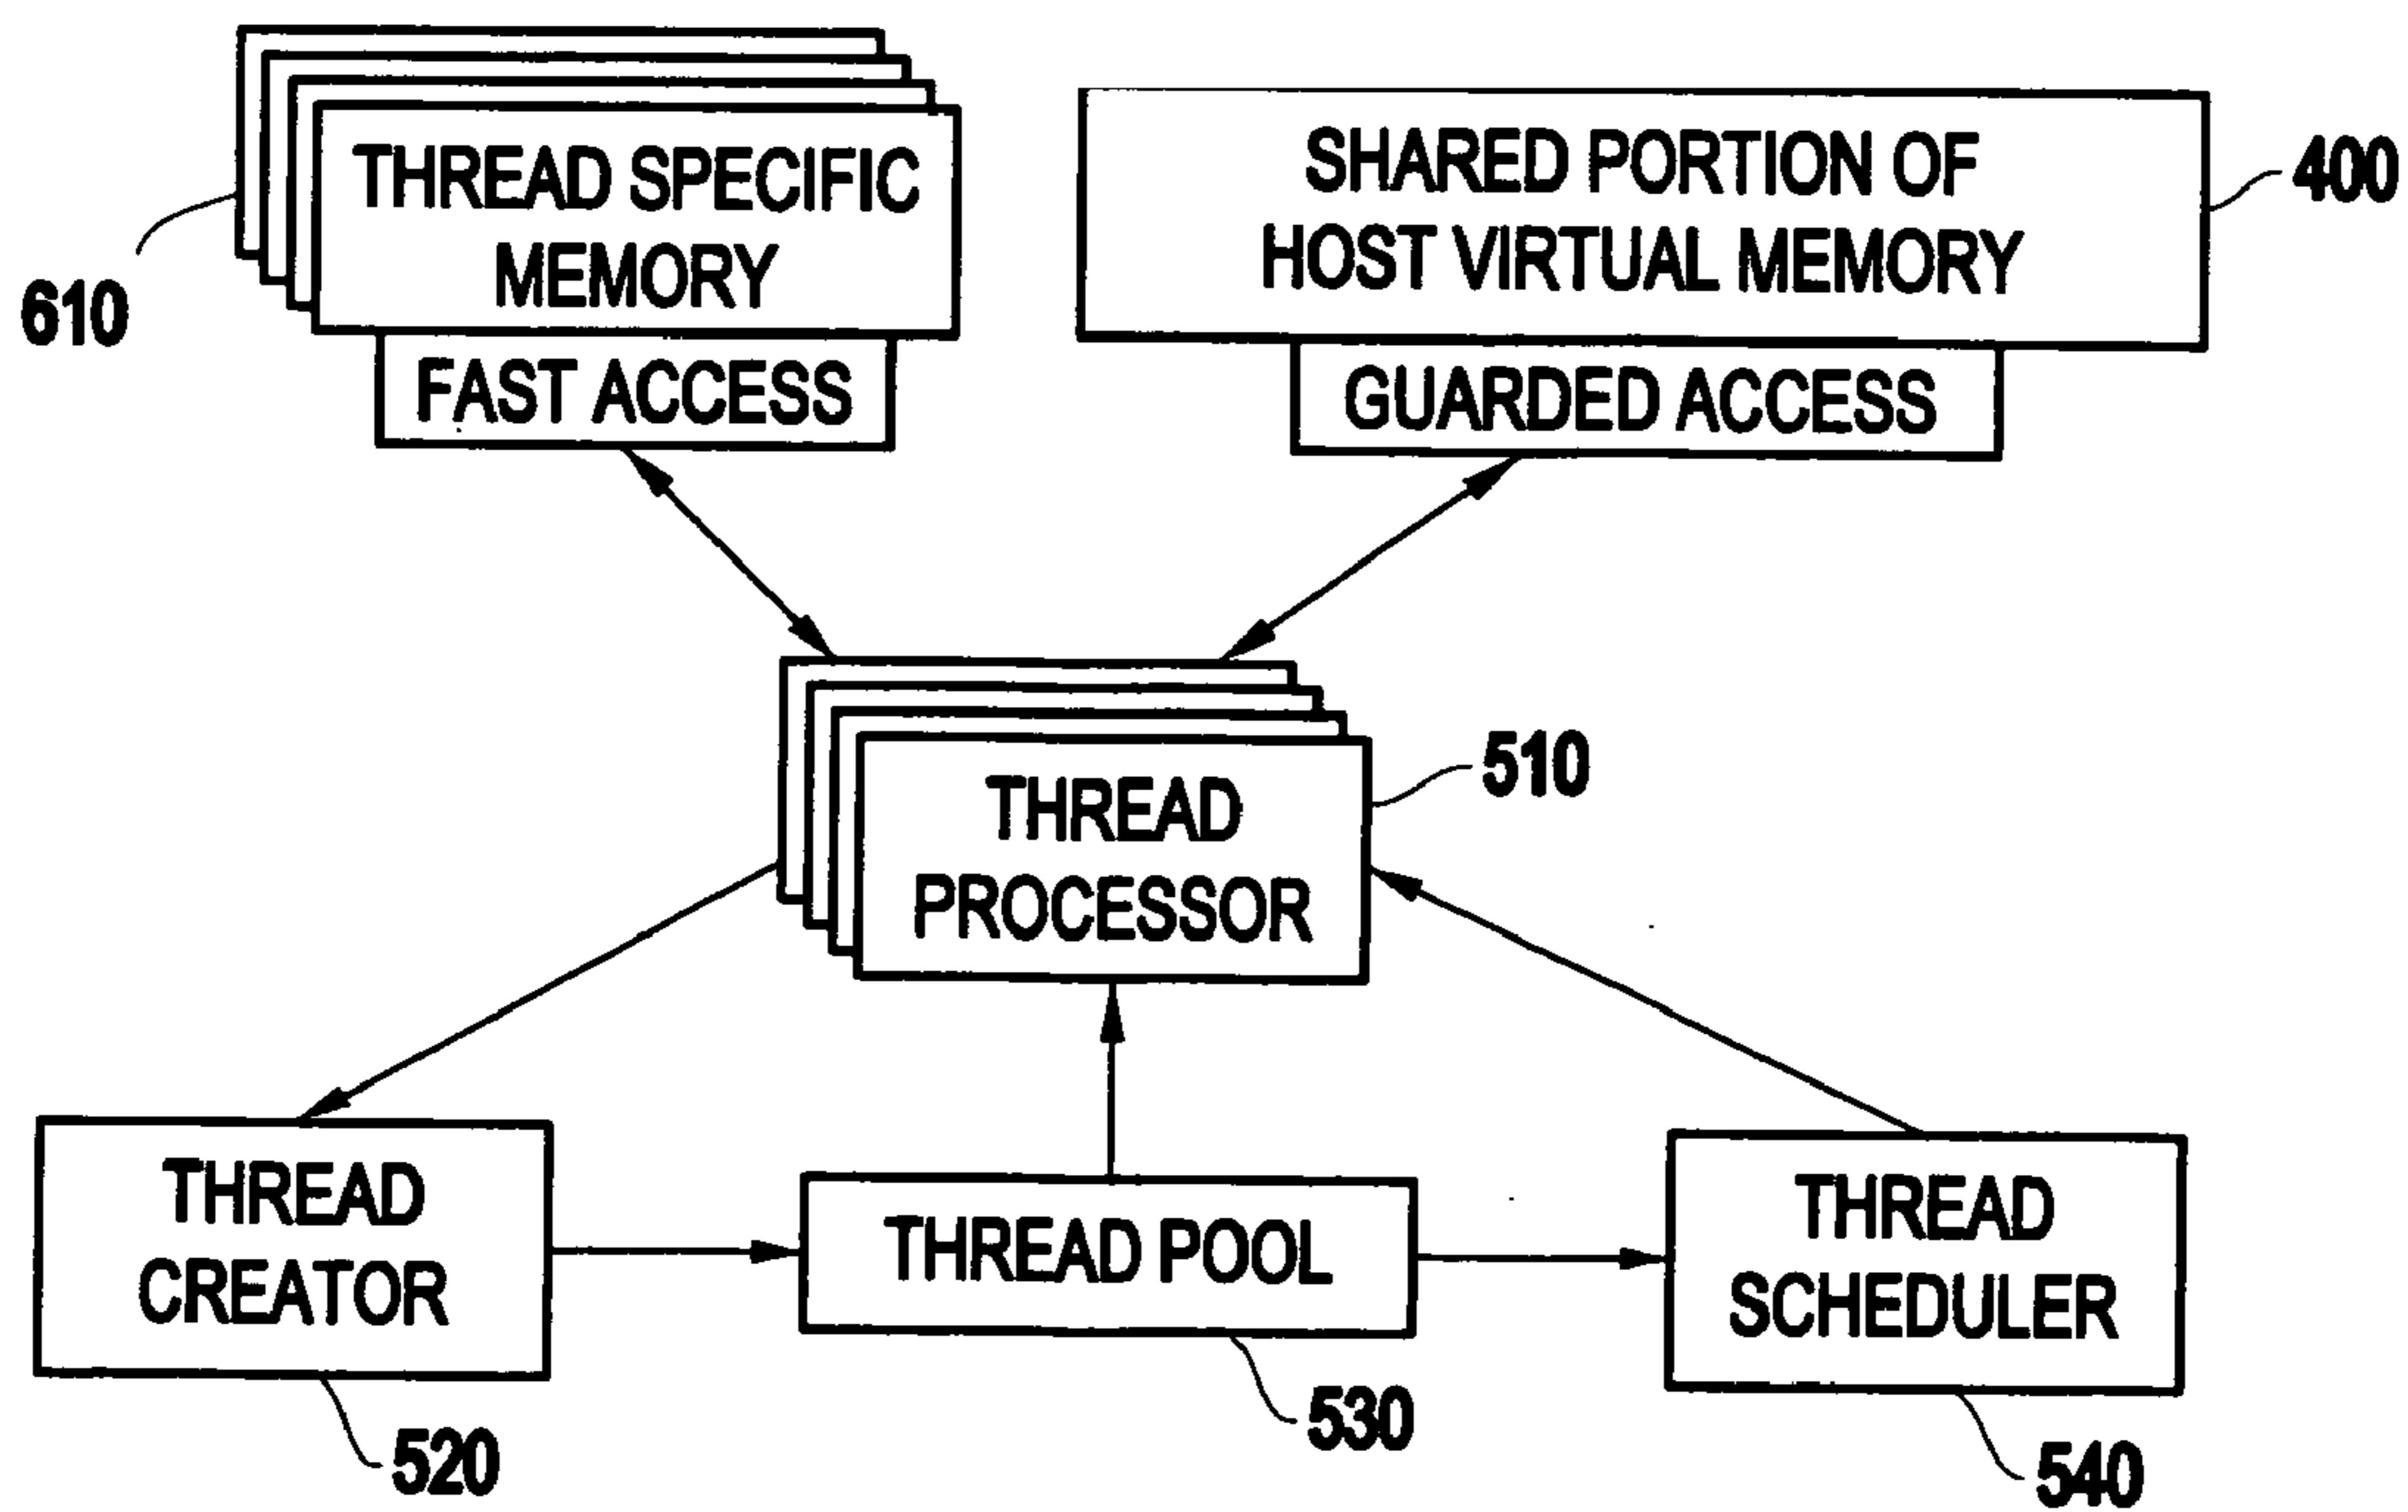 THREAD SPECIFIC
MEMORY
FAST ACCESS
610
SHARED PORTION OF
HOST VIRTUAL MEMORY
GUARDED ACCESS
400
THREAD
PROCESSOR
510
THREAD
CREATOR
520
THREAD POOL
530
THREAD
SCHEDULER
540